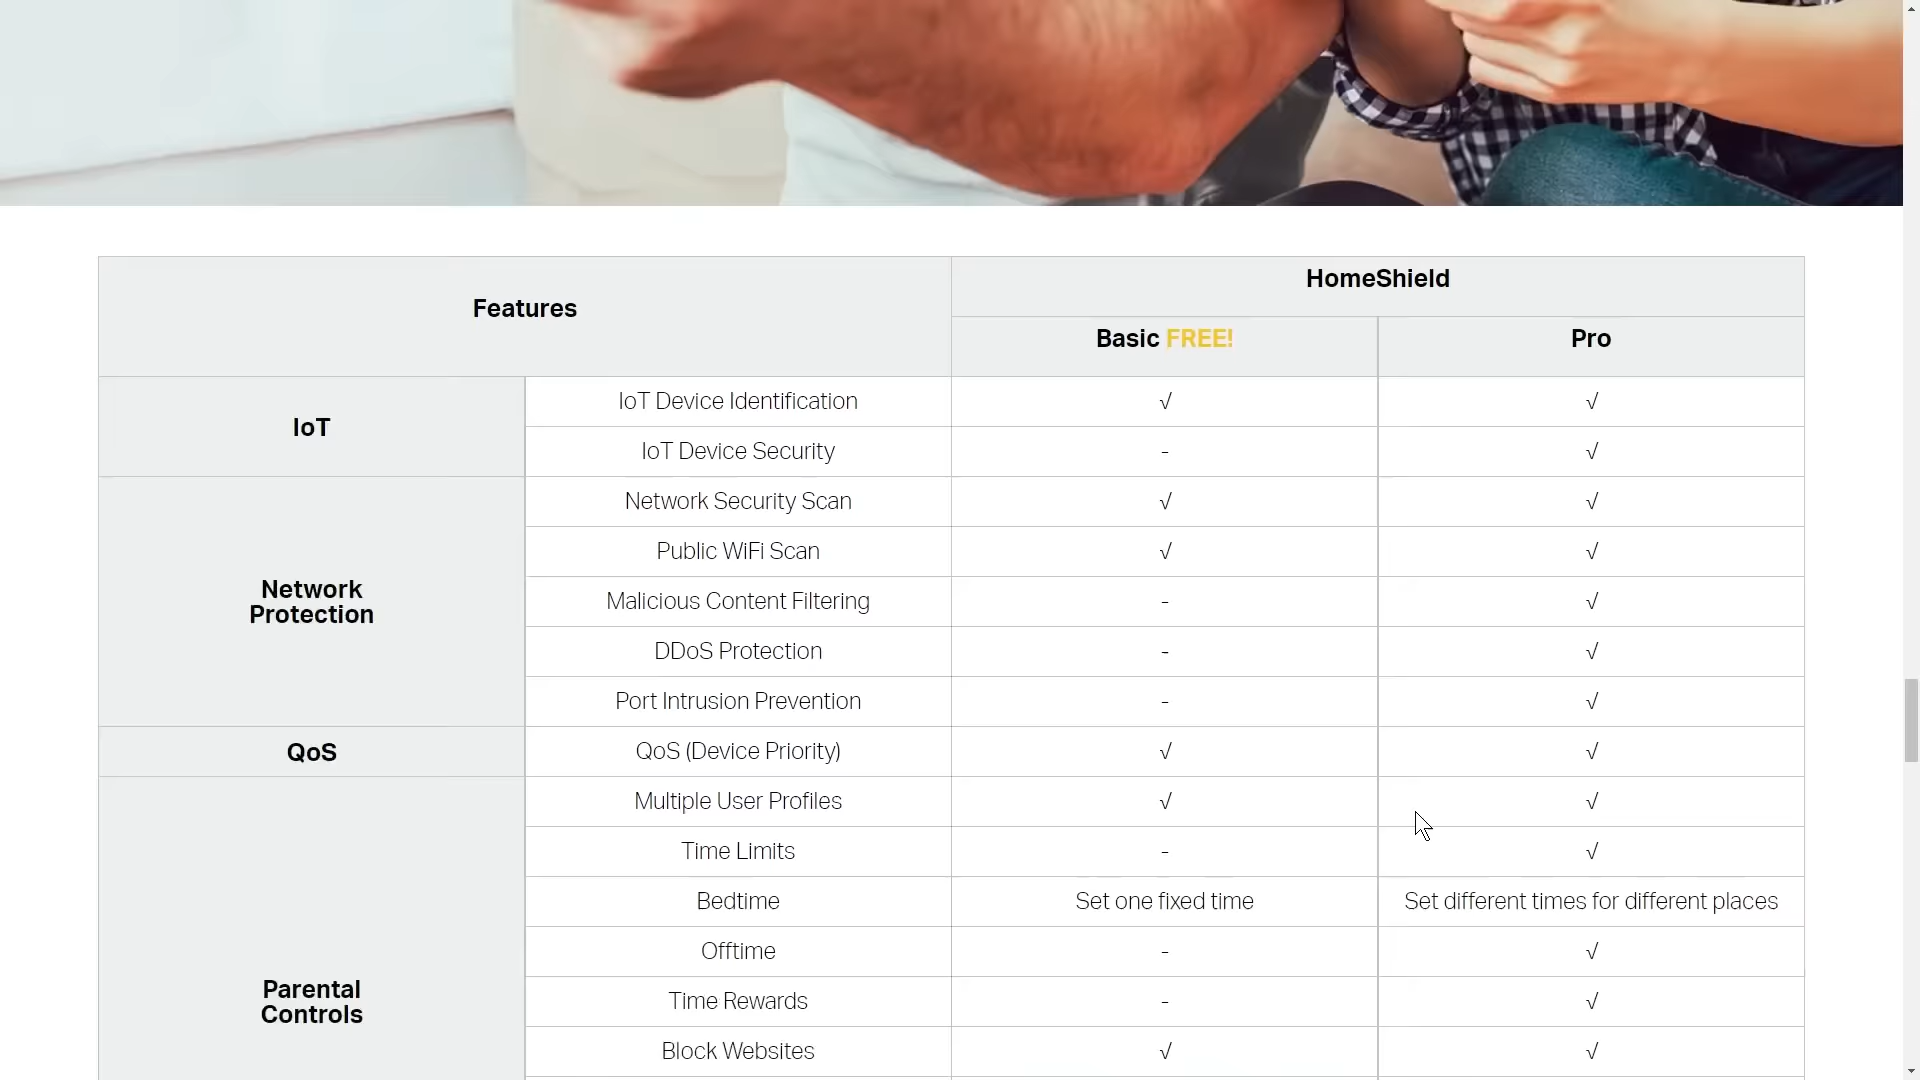 Features
HomeShield
Basic FREE!
Pro
IoT
IoT Device Identification √ √
IoT Device Security - √
Network
Protection
Network Security Scan √ √
Public WiFi Scan √ √
Malicious Content Filtering - √
DDoS Protection - √
Port Intrusion Prevention - √
QoS
QoS (Device Priority) √ √
Parental
Controls
Multiple User Profiles √ √
Time Limits - √
Bedtime Set one fixed time Set different times for different places
Offtime - √
Time Rewards - √
Block Websites √ √